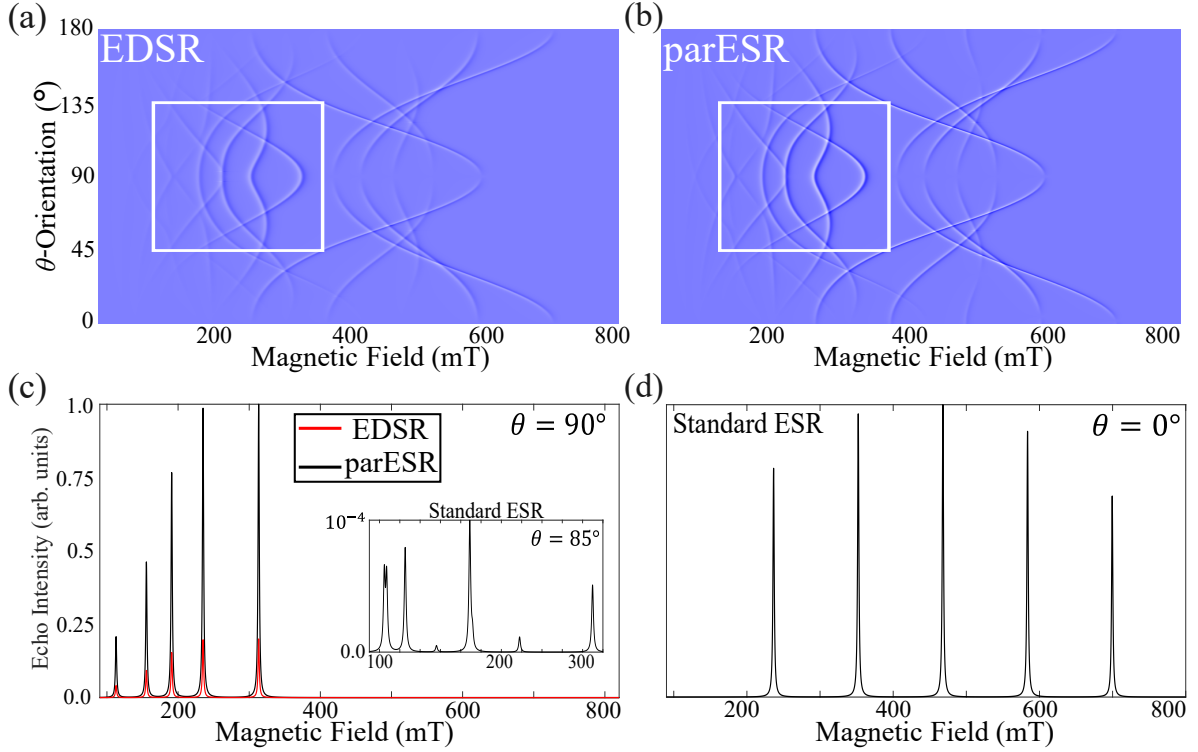 (a)
EDSR
180
135
90
45
0
θ-Orientation (°)
200
400
600
800
Magnetic Field (mT)
(b)
parESR
200
400
600
800
Magnetic Field (mT)
(c)
1.0
0.75
0.5
0.25
0.0
Echo Intensity (arb. units)
EDSR
parESR
θ = 90°
Standard ESR
10⁻⁴
θ = 85°
0.0
100
200
300
200
400
600
800
Magnetic Field (mT)
(d)
Standard ESR
θ = 0°
200
400
600
800
Magnetic Field (mT)